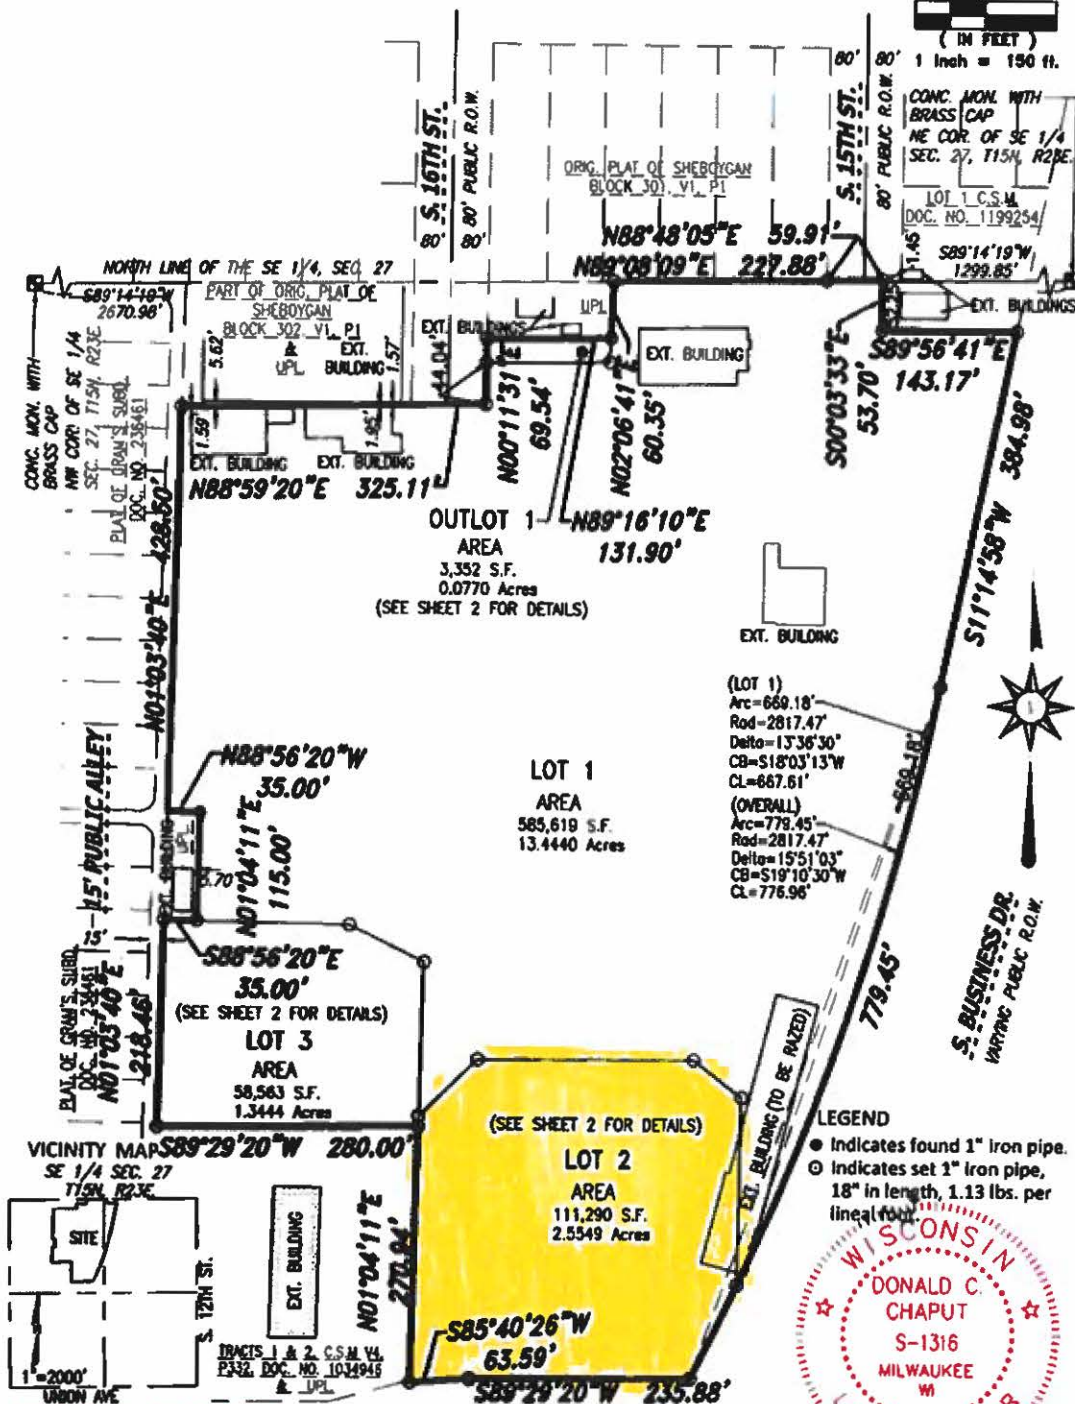 ( IN FEET )
1 inch = 150 ft.
CONC. MON. WITH
BRASS CAP
NE COR. OF SE 1/4
SEC. 27, T15N, R23E.
LOT 1 C.S.M.
DOC. NO. 1199254
S89°14'19"W
1299.85'
80' 80'
S. 16TH ST.
80' PUBLIC R.O.W.
80' 80'
S. 15TH ST.
80' PUBLIC R.O.W.
ORIG. PLAT OF SHEBOYGAN
BLOCK 301, V1, P1
N88°48'05"E 59.91'
N89°08'09"E 227.88'
1.45
EXT. BUILDINGS
NORTH LINE OF THE SE 1/4, SEC 27
S89°14'19"W
2670.96'
PART OF ORIG. PLAT OF
SHEBOYGAN
BLOCK 302, V1, P1
&
UPL
EXT.
BUILDING
5.62'
1.57'
44.04'
EXT. BUILDINGS
UPL
EXT. BUILDING
S00°03'33"E
53.70'
S89°56'41"E
143.17'
CONC. MON. WITH
BRASS CAP
NW COR. OF SE 1/4
SEC. 27, T15N, R23E
PLAT OF GRAM'S SUBD.
DOC. NO. 236461
1.59'
1.95'
EXT. BUILDING
EXT. BUILDING
N88°59'20"E 325.11'
N00°11'31"E
69.54'
N02°06'41"E
60.35'
N89°16'10"E
131.90'
OUTLOT 1
AREA
3,352 S.F.
0.0770 Acres
(SEE SHEET 2 FOR DETAILS)
S11°14'58"W 384.98'
N01°03'40"E 428.50'
EXT. BUILDING
(LOT 1)
Arc=669.18'
Rad=2817.47'
Delta=13°36'30"
CB=S18°03'13"W
CL=667.61'
(OVERALL)
Arc=779.45'
Rad=2817.47'
Delta=15°51'03"
CB=S19°10'30"W
CL=776.96'
669.18'
779.45'
S. BUSINESS DR.
VARYING PUBLIC R.O.W.
LOT 1
AREA
585,619 S.F.
13.4440 Acres
15' PUBLIC ALLEY
N88°56'20"W
35.00'
EXT. BUILDING
UPL
N01°04'11"E
115.00'
15'
S88°56'20"E
35.00'
(SEE SHEET 2 FOR DETAILS)
LOT 3
AREA
58,563 S.F.
1.3444 Acres
PLAT OF GRAM'S SUBD.
DOC. NO. 236461
N01°03'40"E
218.46'
S89°29'20"W 280.00'
(SEE SHEET 2 FOR DETAILS)
LOT 2
AREA
111,290 S.F.
2.5549 Acres
EXT. BUILDING (TO BE RAZED)
LEGEND
Indicates found 1" iron pipe.
Indicates set 1" iron pipe,
18" in length, 1.13 lbs. per
lineal foot.
VICINITY MAP
SE 1/4 SEC. 27
T15N, R23E
SITE
S. 12TH ST.
1"=2000'
UNION AVE
EXT. BUILDING
TRACTS 1 & 2, C.S.M V4,
P332, DOC. NO. 1034946
& UPL
N01°04'11"E
270.94'
S85°40'26"W
63.59'
S89°29'20"W 235.88'
WISCONSIN
DONALD C.
CHAPUT
S-1316
MILWAUKEE
WI